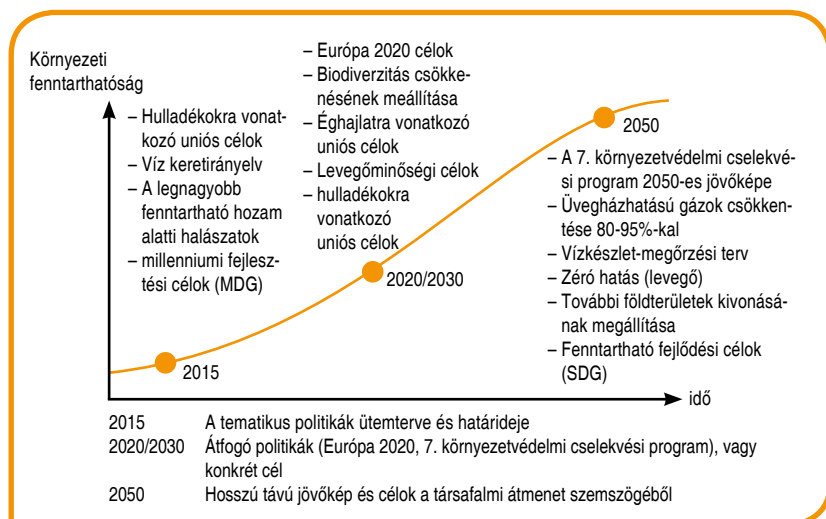 Környezeti
fenntarthatóság
– Hulladékokra vonat-
kozó uniós célok
– Víz keretirányelv
– A legnagyobb
fenntartható hozam
alatti halászatok
– millenniumi fejlesz-
tési célok (MDG)
2015
– Európa 2020 célok
– Biodiverzitás csökke-
nésének meállítása
– Éghajlatra vonatkozó
uniós célok
– Levegőminőségi célok
– hulladékokra
vonatkozó
uniós célok
2020/2030
2050
– A 7. környezetvédelmi cselekvé-
si program 2050-es jövőképe
– Üvegházhatású gázok csökken-
tése 80-95%-kal
– Vízkészlet-megőrzési terv
– Zéró hatás (levegő)
– További földterületek kivonásá-
nak megállítása
– Fenntartható fejlődési célok
(SDG)
idő
2015 A tematikus politikák ütemterve és határideje
2020/2030 Átfogó politikák (Európa 2020, 7. környezetvédelmi cselekvési program), vagy
konkrét cél
2050 Hosszú távú jövőkép és célok a társafalmi átmenet szemszögéből